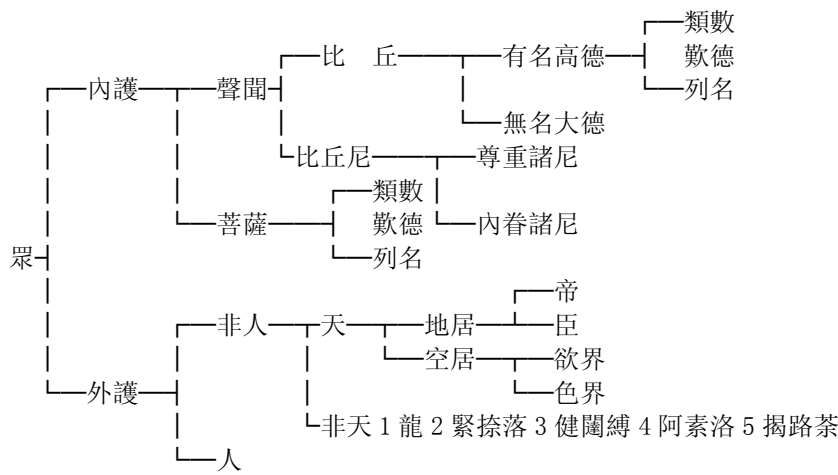 類數
比 丘 有名高德 歎德
內護 聲聞 列名
無名大德
比丘尼 尊重諸尼
類數
菩薩 歎德 內眷諸尼
眾 列名
帝
非人 天 地居 臣
空居 欲界
外護 色界
非天1龍2緊捺洛3健闥縛4阿素洛5揭路荼
人